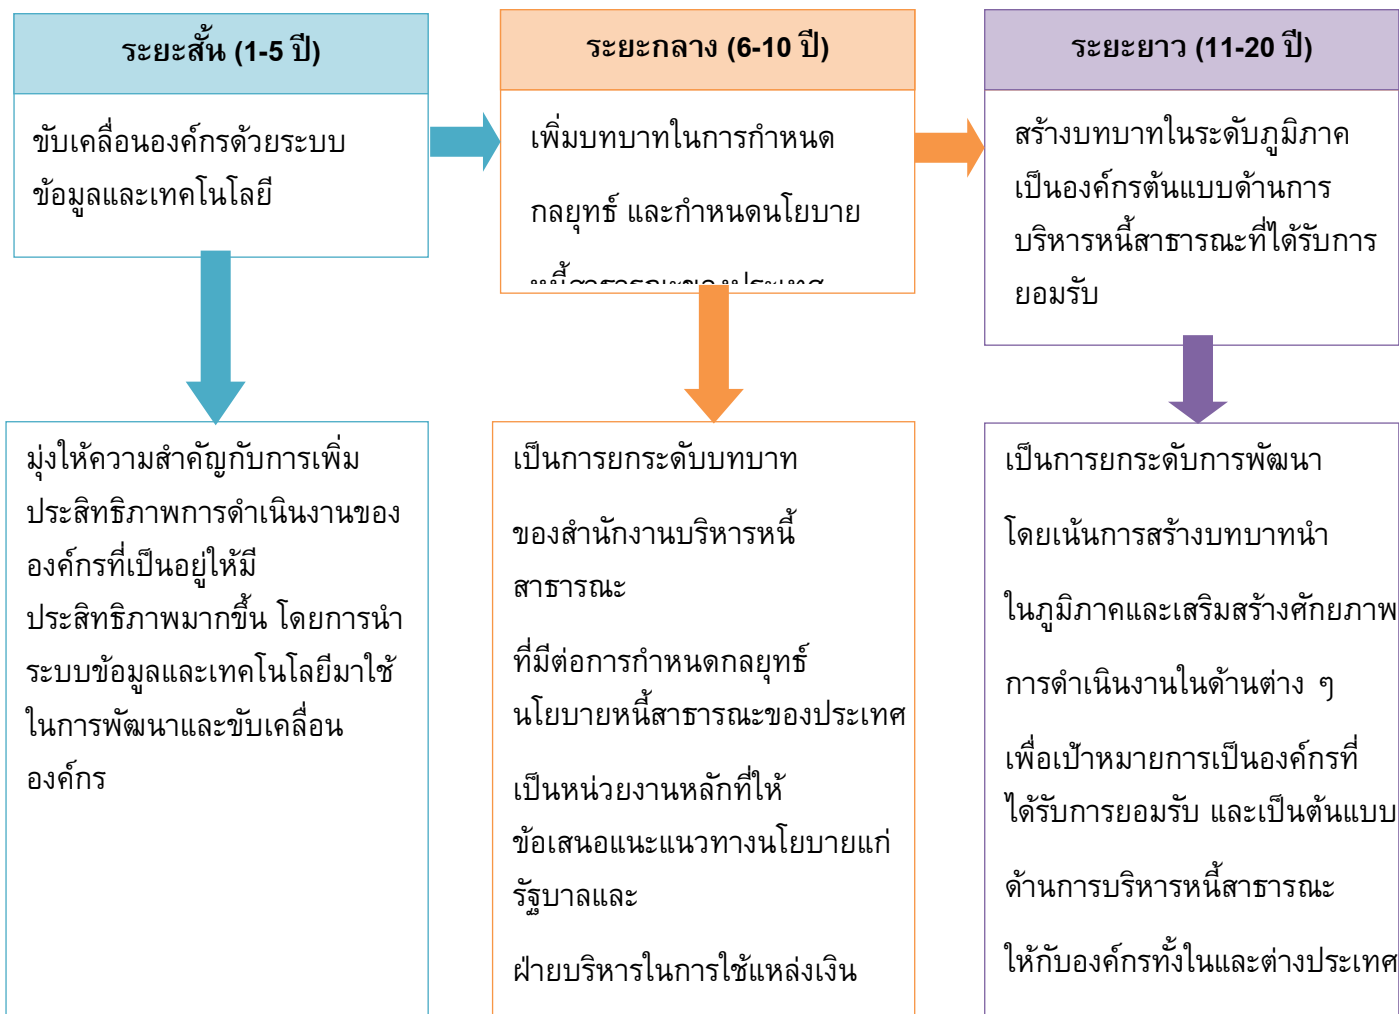 ระยะสั้น (1-5 ปี)
ขับเคลื่อนองค์กรด้วยระบบ
ข้อมูลและเทคโนโลยี
ระยะกลาง (6-10 ปี)
เพิ่มบทบาทในการกำหนด
กลยุทธ์ และกำหนดนโยบาย
หนี้สาธารณะของประเทศ
ระยะยาว (11-20 ปี)
สร้างบทบาทในระดับภูมิภาค
เป็นองค์กรต้นแบบด้านการ
บริหารหนี้สาธารณะที่ได้รับการ
ยอมรับ
มุ่งให้ความสำคัญกับการเพิ่ม
ประสิทธิภาพการดำเนินงานของ
องค์กรที่เป็นอยู่ให้มี
ประสิทธิภาพมากขึ้น โดยการนำ
ระบบข้อมูลและเทคโนโลยีมาใช้
ในการพัฒนาและขับเคลื่อน
องค์กร
เป็นการยกระดับบทบาท
ของสำนักงานบริหารหนี้
สาธารณะ
ที่มีต่อการกำหนดกลยุทธ์
นโยบายหนี้สาธารณะของประเทศ
เป็นหน่วยงานหลักที่ให้
ข้อเสนอแนะแนวทางนโยบายแก่
รัฐบาลและ
ฝ่ายบริหารในการใช้แหล่งเงิน
เป็นการยกระดับการพัฒนา
โดยเน้นการสร้างบทบาทนำ
ในภูมิภาคและเสริมสร้างศักยภาพ
การดำเนินงานในด้านต่าง ๆ
เพื่อเป้าหมายการเป็นองค์กรที่
ได้รับการยอมรับ และเป็นต้นแบบ
ด้านการบริหารหนี้สาธารณะ
ให้กับองค์กรทั้งในและต่างประเทศ